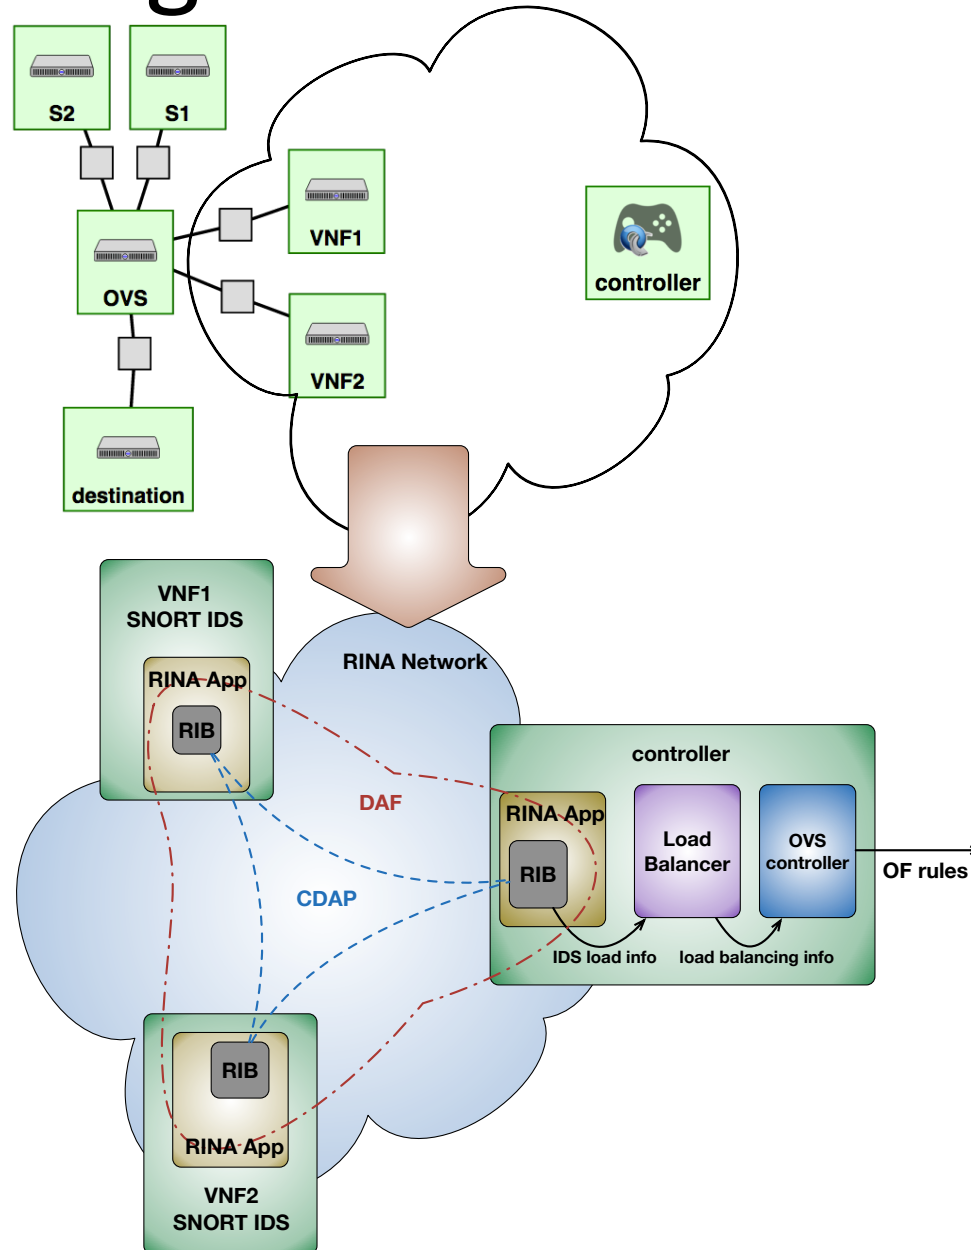 S2
S1
VNF1
controller
OVS
VNF2
destination
VNF1
SNORT IDS
RINA Network
RINA App
RIB
controller
DAF
RINA App
Load
Balancer
OVS
controller
RIB
OF rules
CDAP
IDS load info
load balancing info
RIB
RINA App
VNF2
SNORT IDS